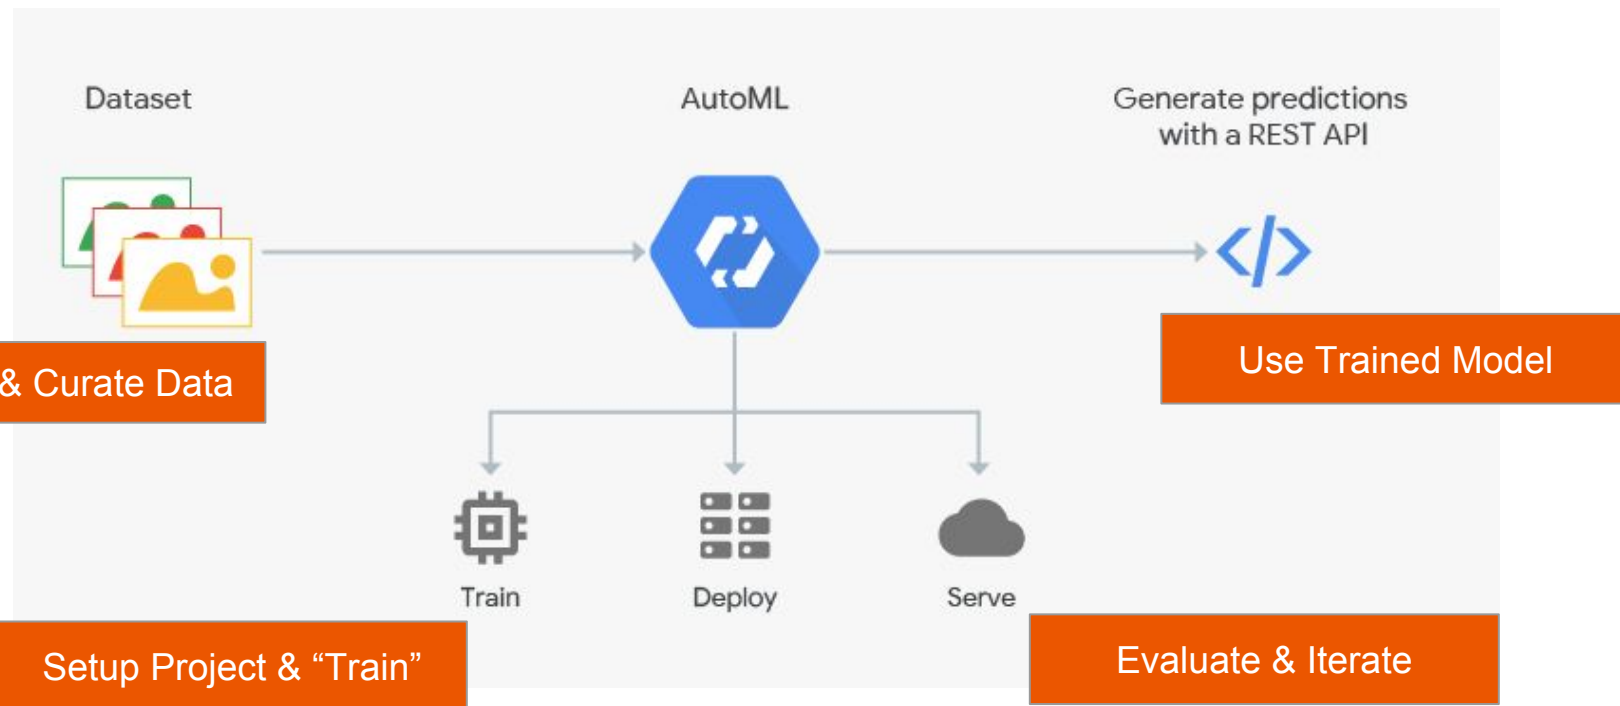 Dataset
AutoML
Generate predictions
with a REST API
</>
& Curate Data
Use Trained Model
Train
Deploy
Serve
Setup Project & “Train”
Evaluate & Iterate